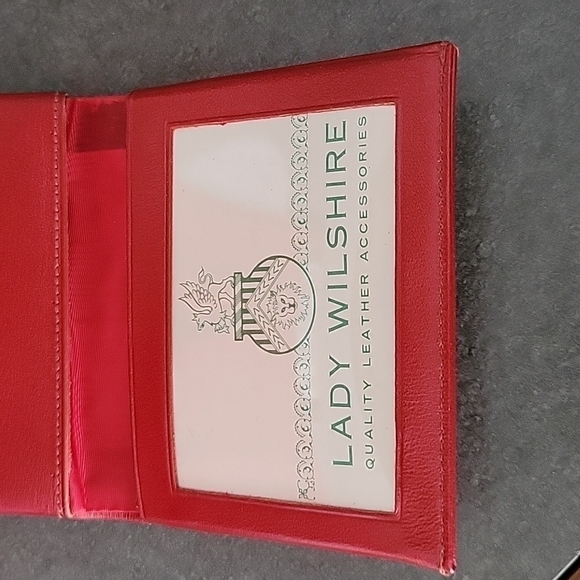 LADY WILSHIRE
QUALITY LEATHER ACCESSORIES